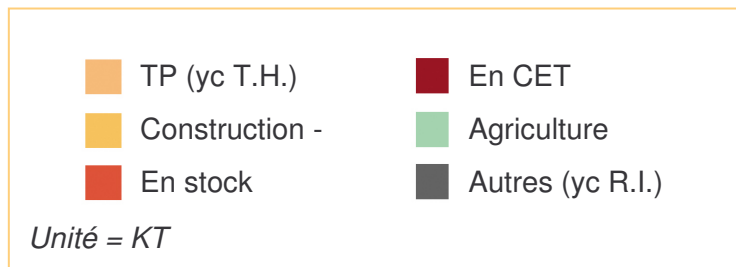 TP (yc T.H.)
En CET
Construction -
Agriculture
En stock
Autres (yc R.I.)
Unité = KT